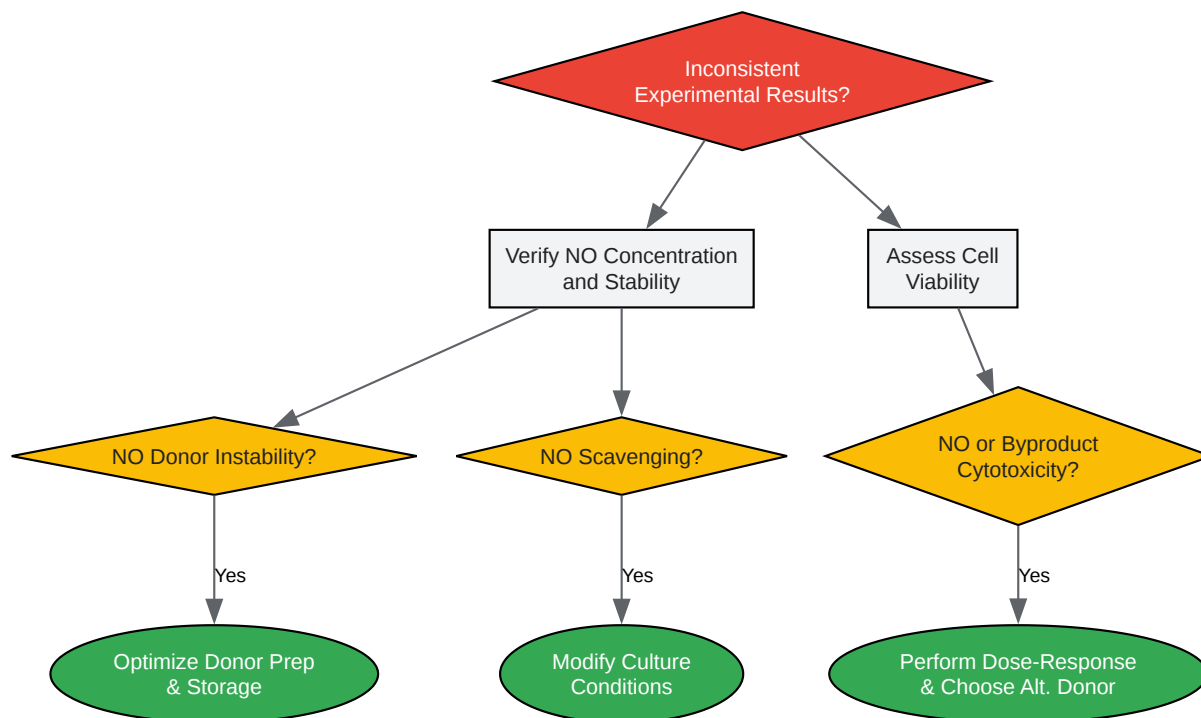 Inconsistent
Experimental Results?
Verify NO Concentration
and Stability
Assess Cell
Viability
NO Donor Instability?
NO Scavenging?
NO or Byproduct
Cytotoxicity?
Yes
Yes
Yes
Optimize Donor Prep
& Storage
Modify Culture
Conditions
Perform Dose-Response
& Choose Alt. Donor